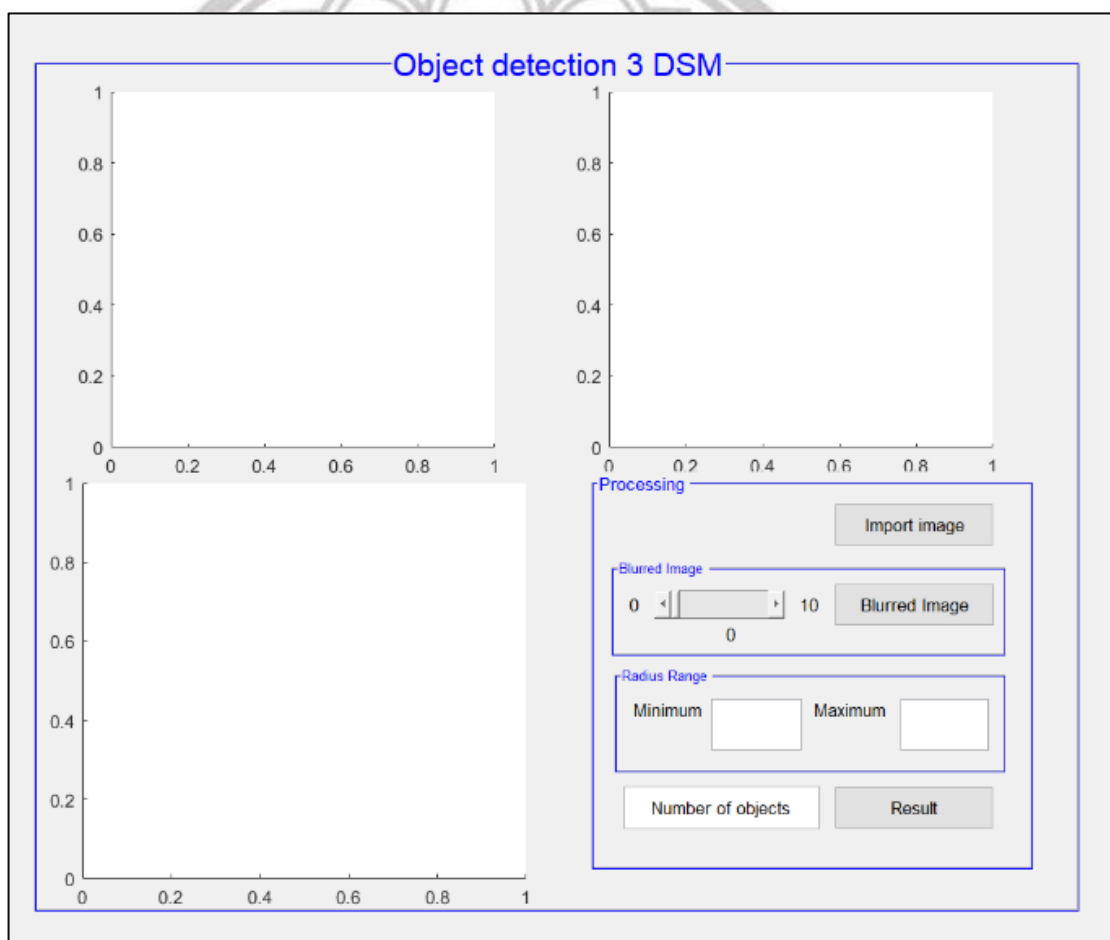 Object detection 3 DSM
1
0.8
0.6
0.4
0.2
0
0 0.2 0.4 0.6 0.8 1
1
0.8
0.6
0.4
0.2
0
0 0.2 0.4 0.6 0.8 1
1
0.8
0.6
0.4
0.2
0
0 0.2 0.4 0.6 0.8 1
Processing
Import image
Blurred Image
0 10 Blurred Image
0
Radius Range
Minimum Maximum
Number of objects Result